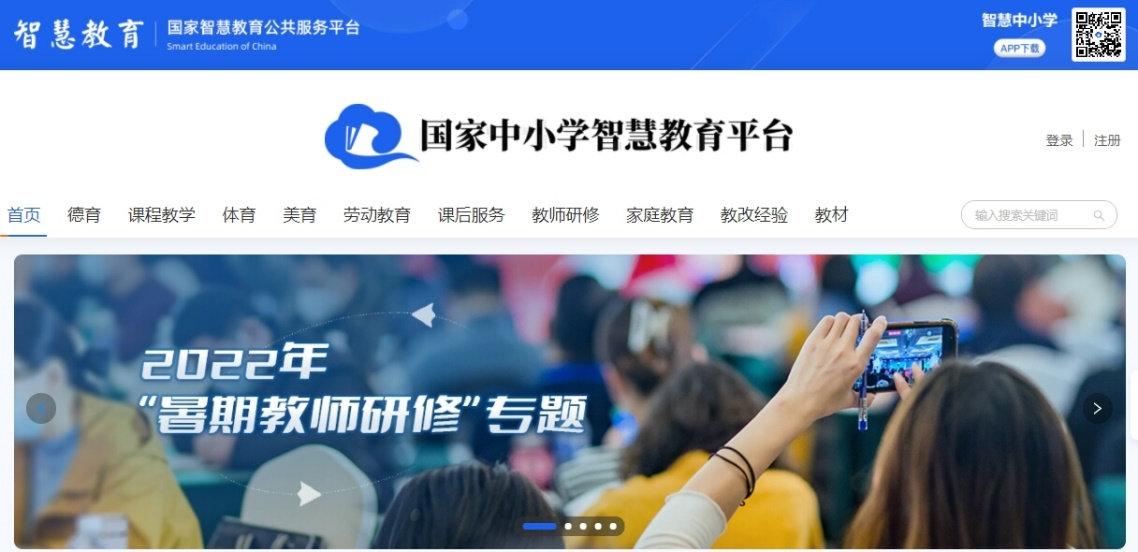 智慧教育
国家智慧教育公共服务平台
Smart Education of China
智慧中小学
APP下载
国家中小学智慧教育平台
登录 注册
首页 德育 课程教学 体育 美育 劳动教育 课后服务 教师研修 家庭教育 教改经验 教材
输入搜索关键词
2022年
“暑期教师研修”专题